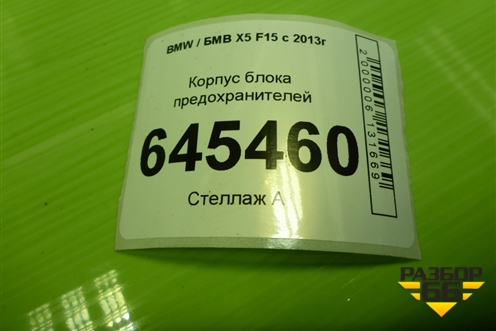 BMW / БМВ X5 F15 с 2013г
Корпус блока
предохранителей
645460
Стеллаж А
2000006131669
РАЗБОР
66